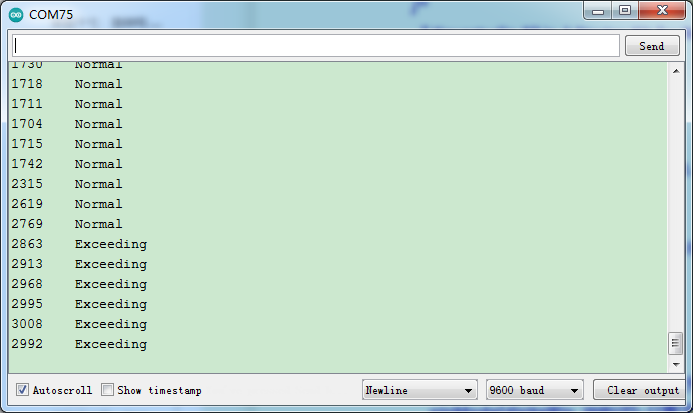 COM75
Send
1730 Normal
1718 Normal
1711 Normal
1704 Normal
1715 Normal
1742 Normal
2315 Normal
2619 Normal
2769 Normal
2863 Exceeding
2913 Exceeding
2968 Exceeding
2995 Exceeding
3008 Exceeding
2992 Exceeding
Autoscroll Show timestamp Newline 9600 baud Clear output